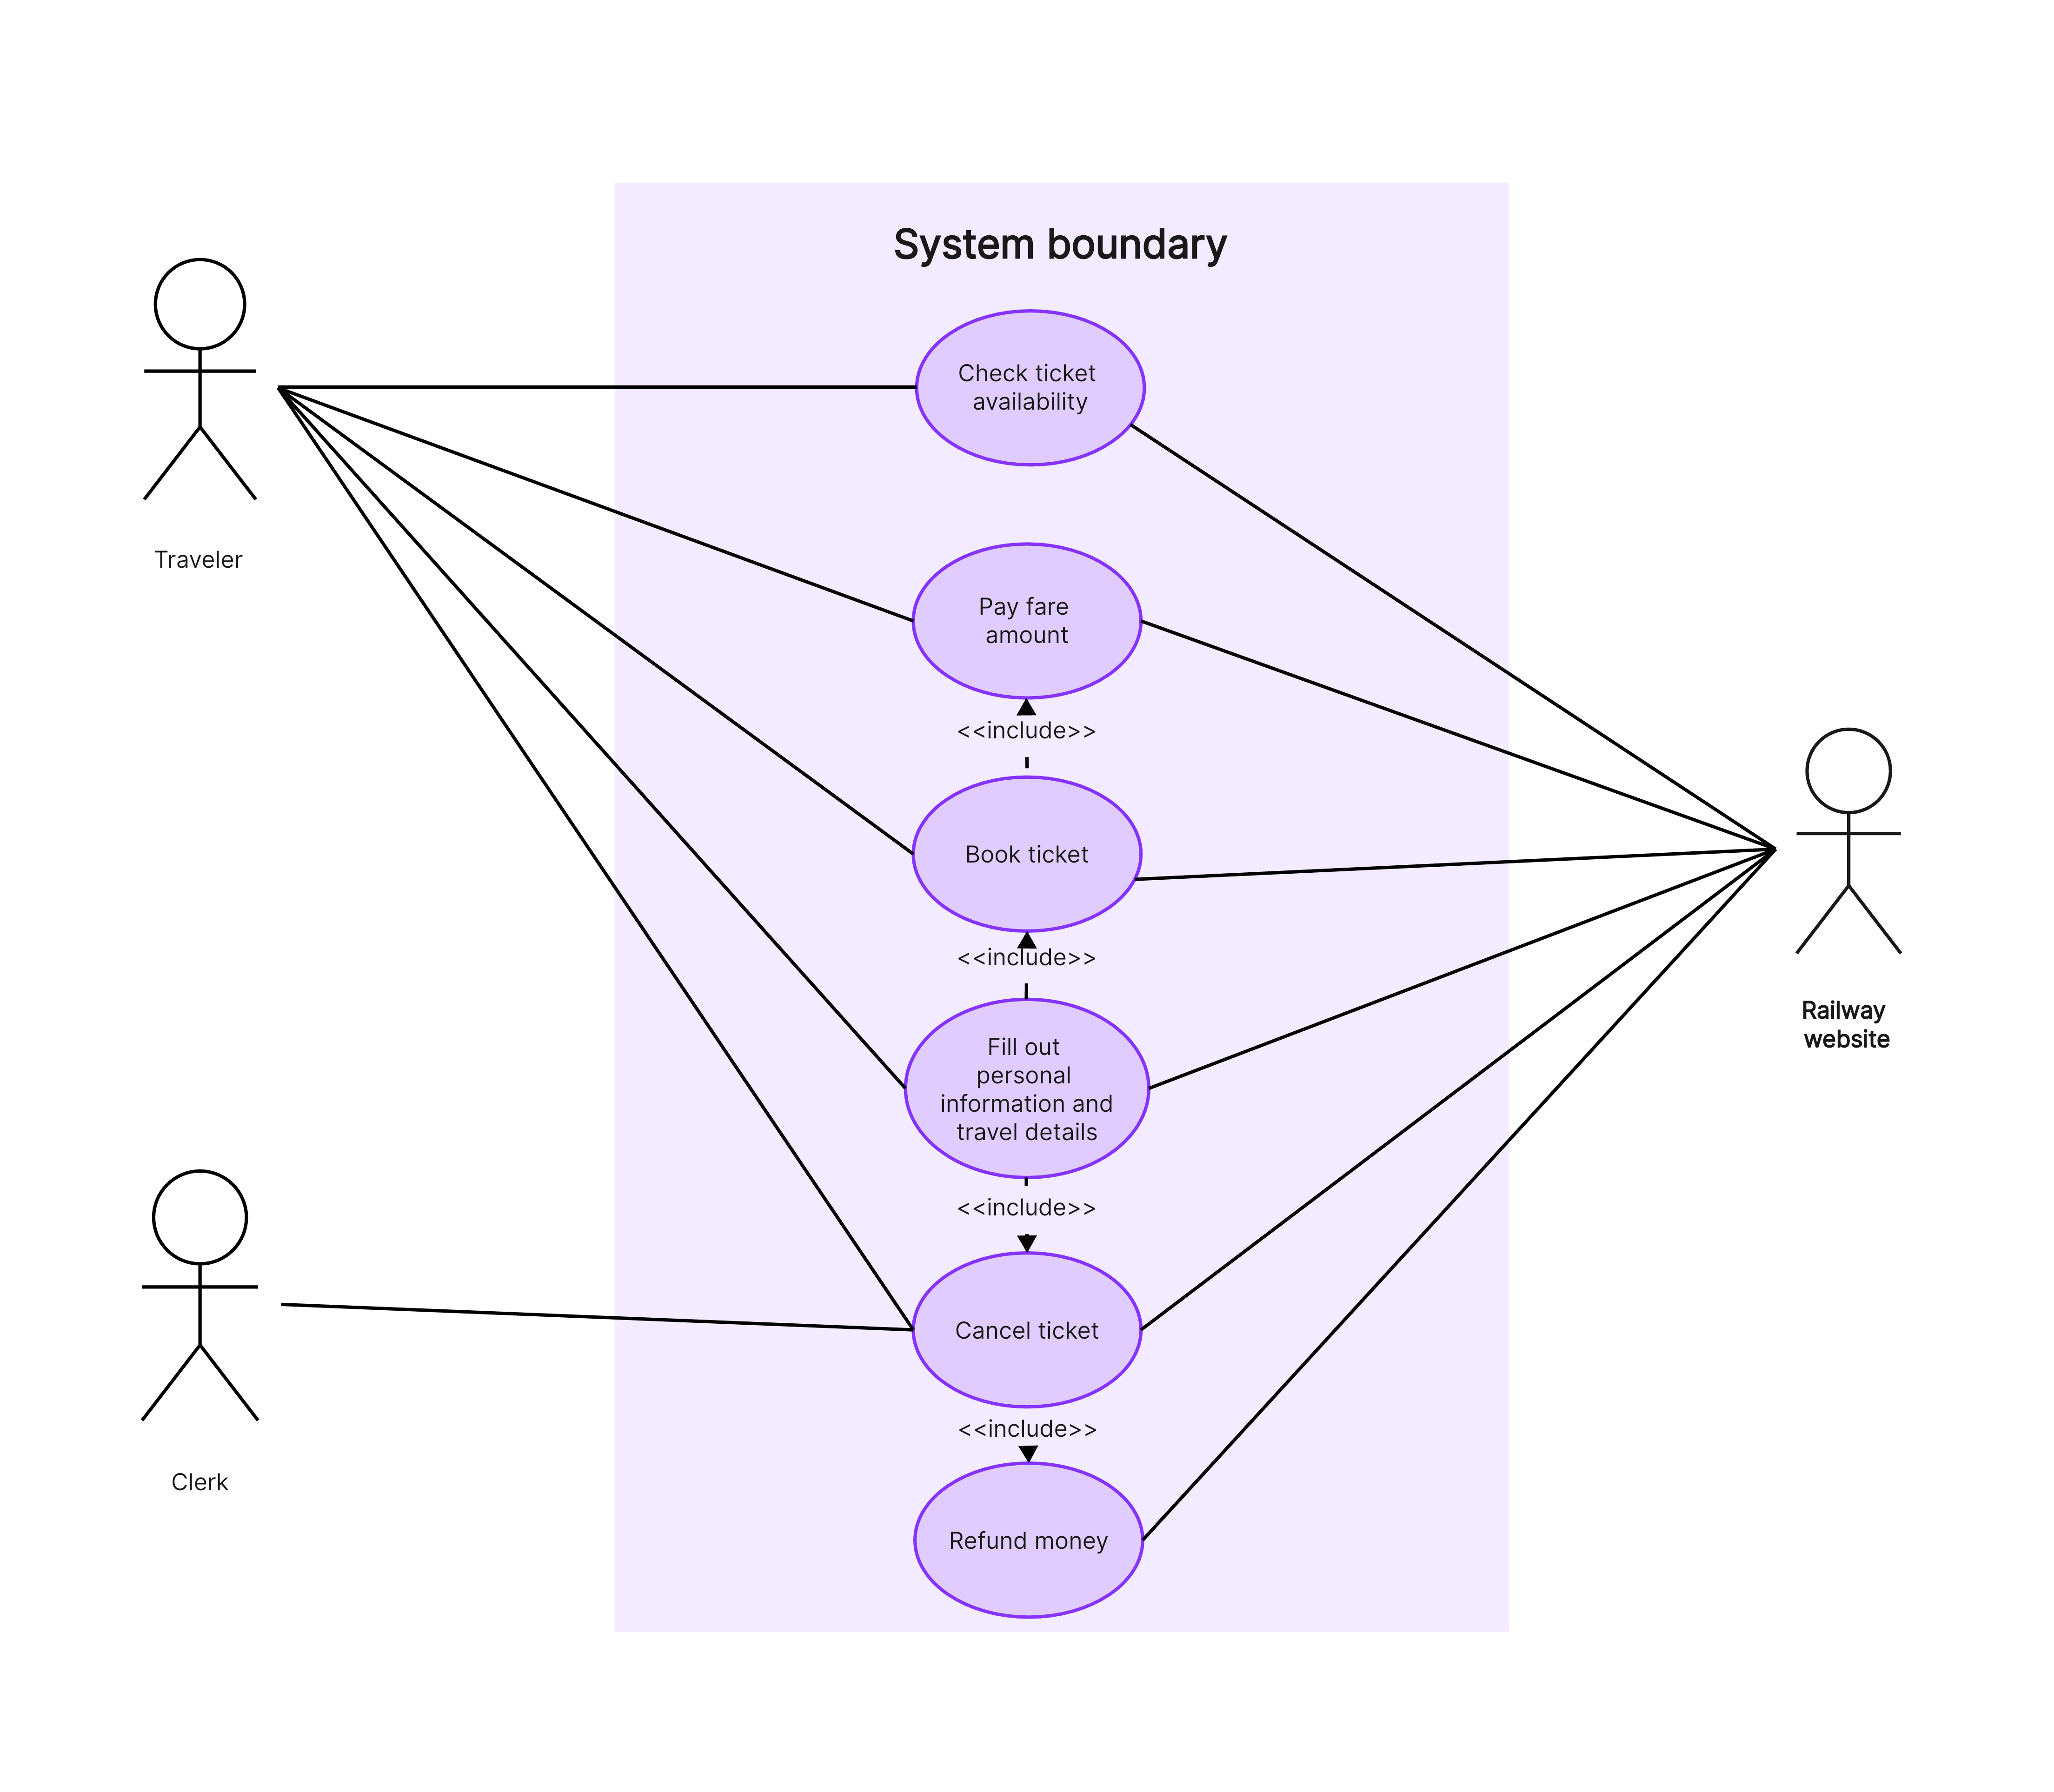 System boundary
Check ticket
availability
Traveler
Pay fare
amount
<<include>>
Book ticket
<<include>>
Railway
website
Fill out
personal
information and
travel details
<<include>>
Cancel ticket
<<include>>
Clerk
Refund money